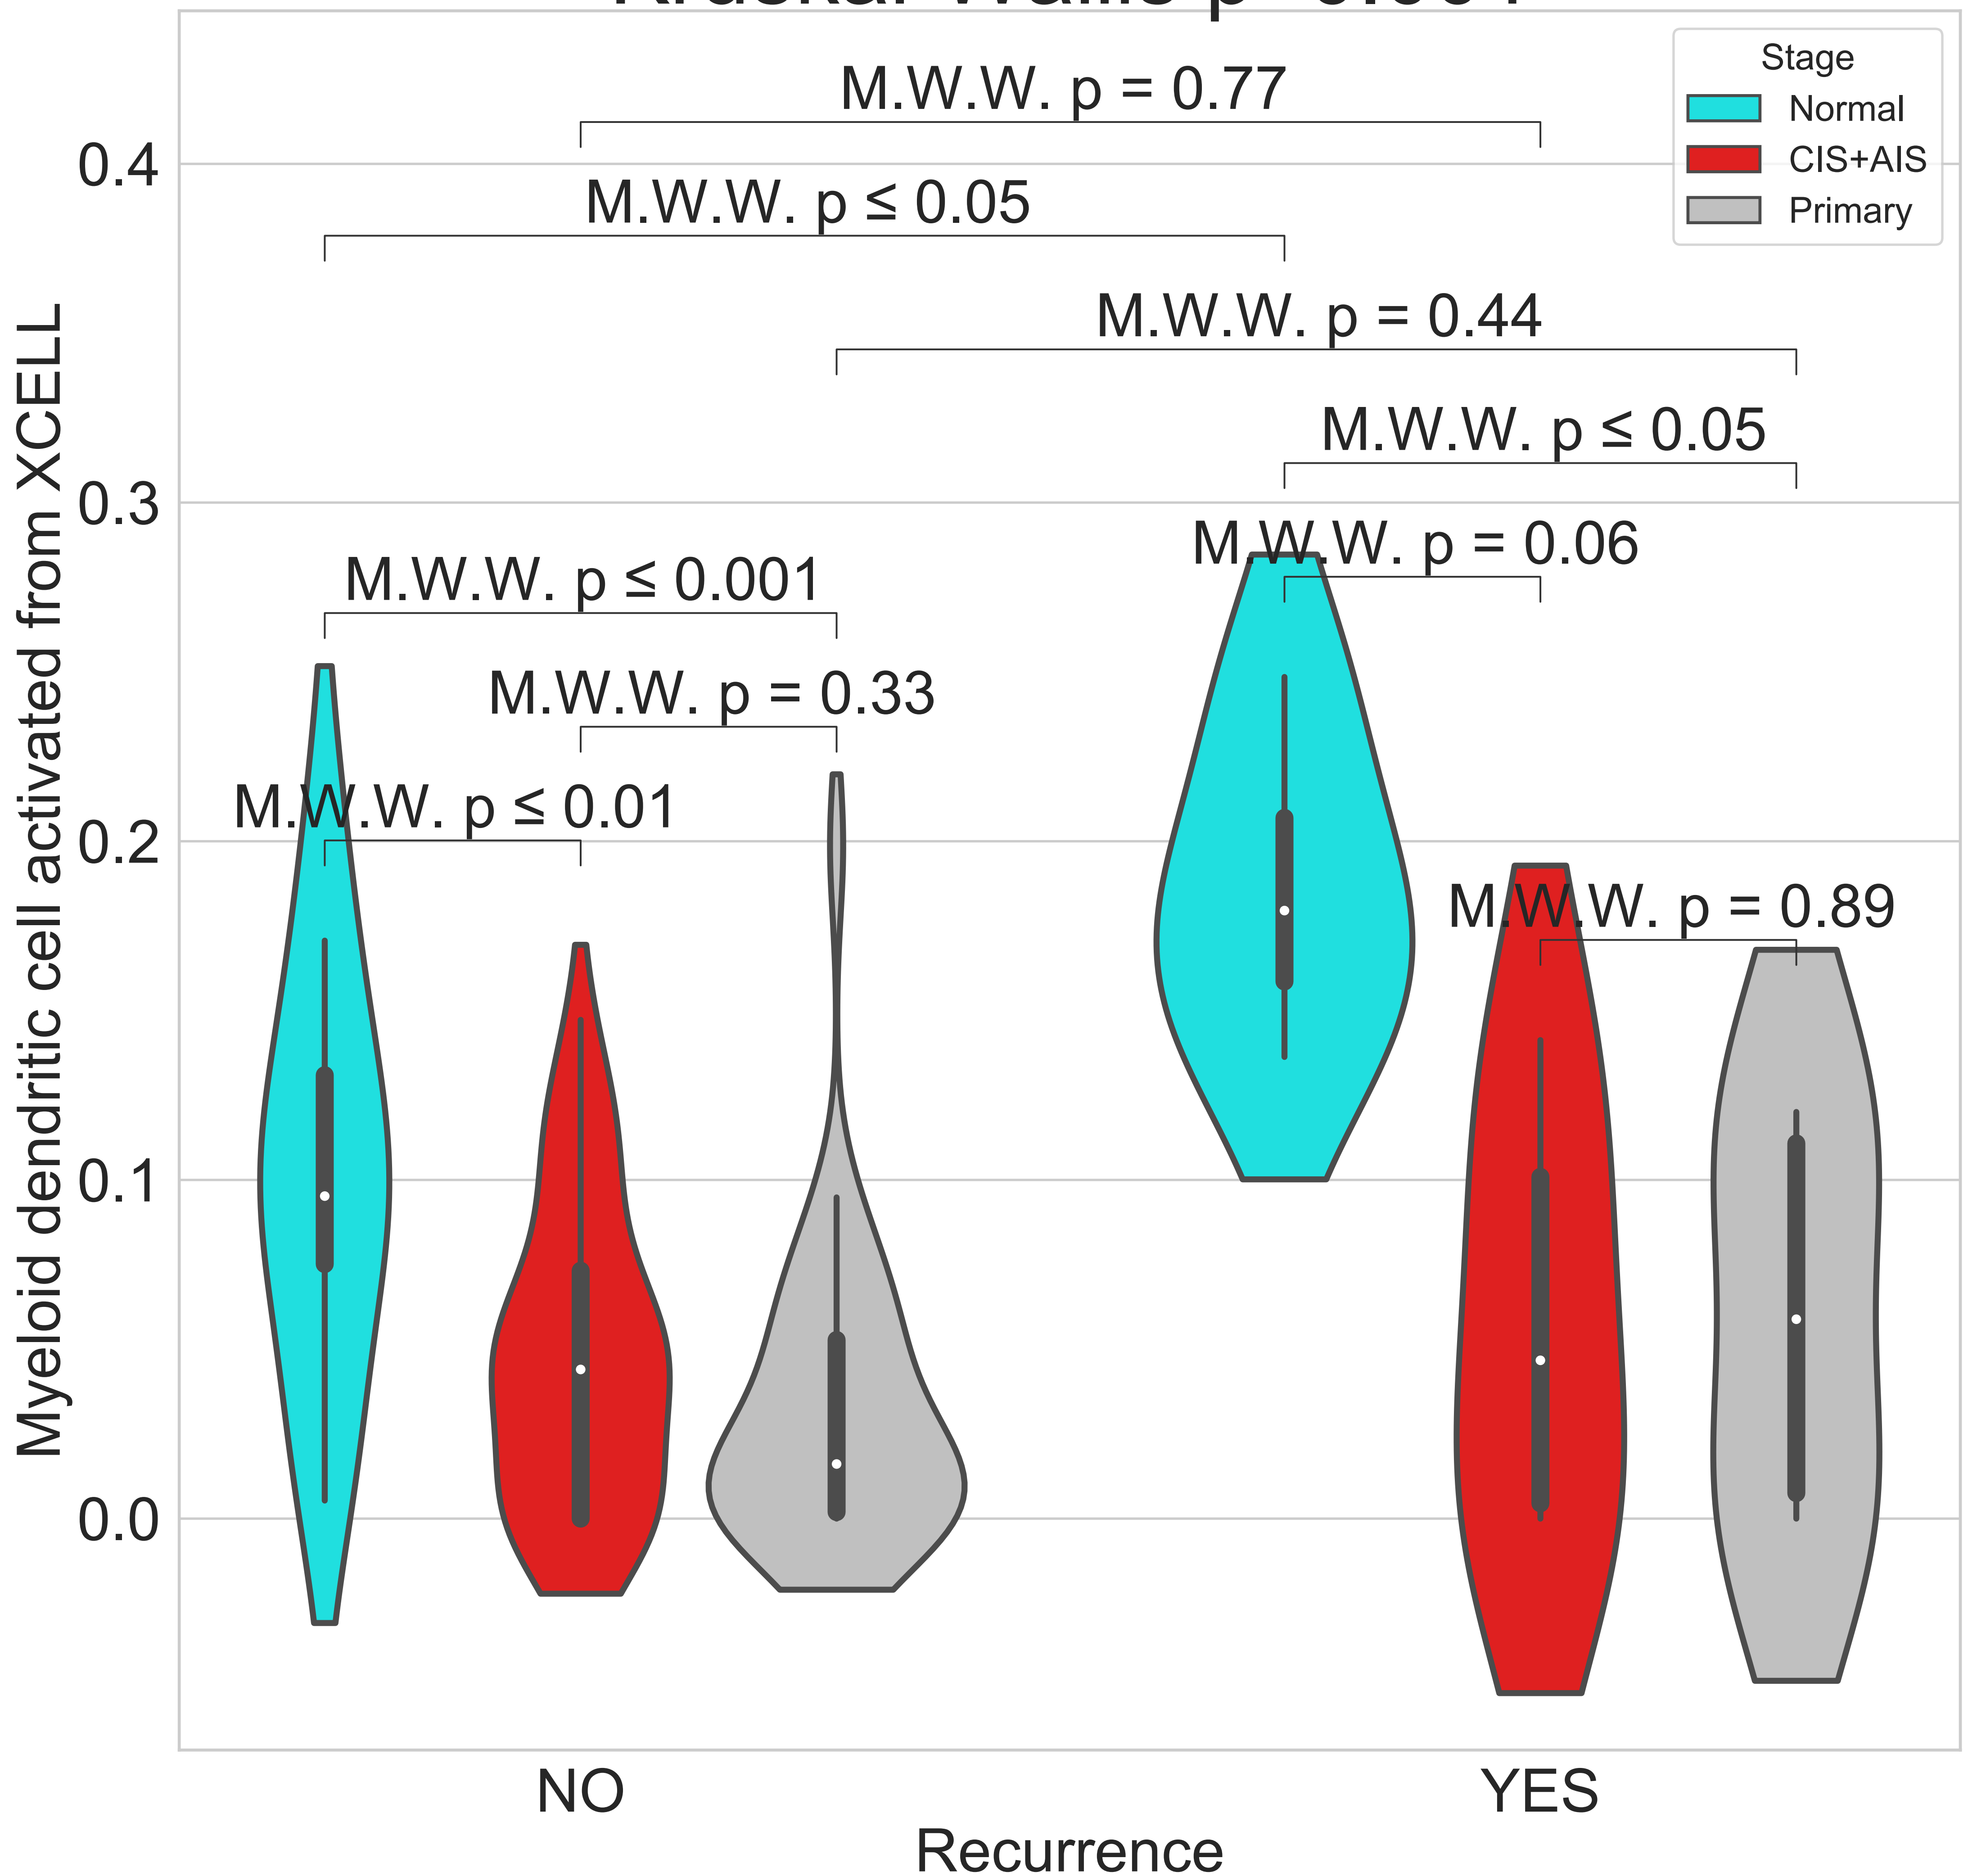 Stage
Normal
CIS+AIS
Primary
M.W.W. p = 0.77
M.W.W. p ≤ 0.05
M.W.W. p = 0.44
M.W.W. p ≤ 0.05
M.W.W. p = 0.06
M.W.W. p ≤ 0.001
M.W.W. p = 0.33
M.W.W. p ≤ 0.01
M.W.W. p = 0.89
Myeloid dendritic cell activated from XCELL
0.4
0.3
0.2
0.1
0.0
NO
YES
Recurrence